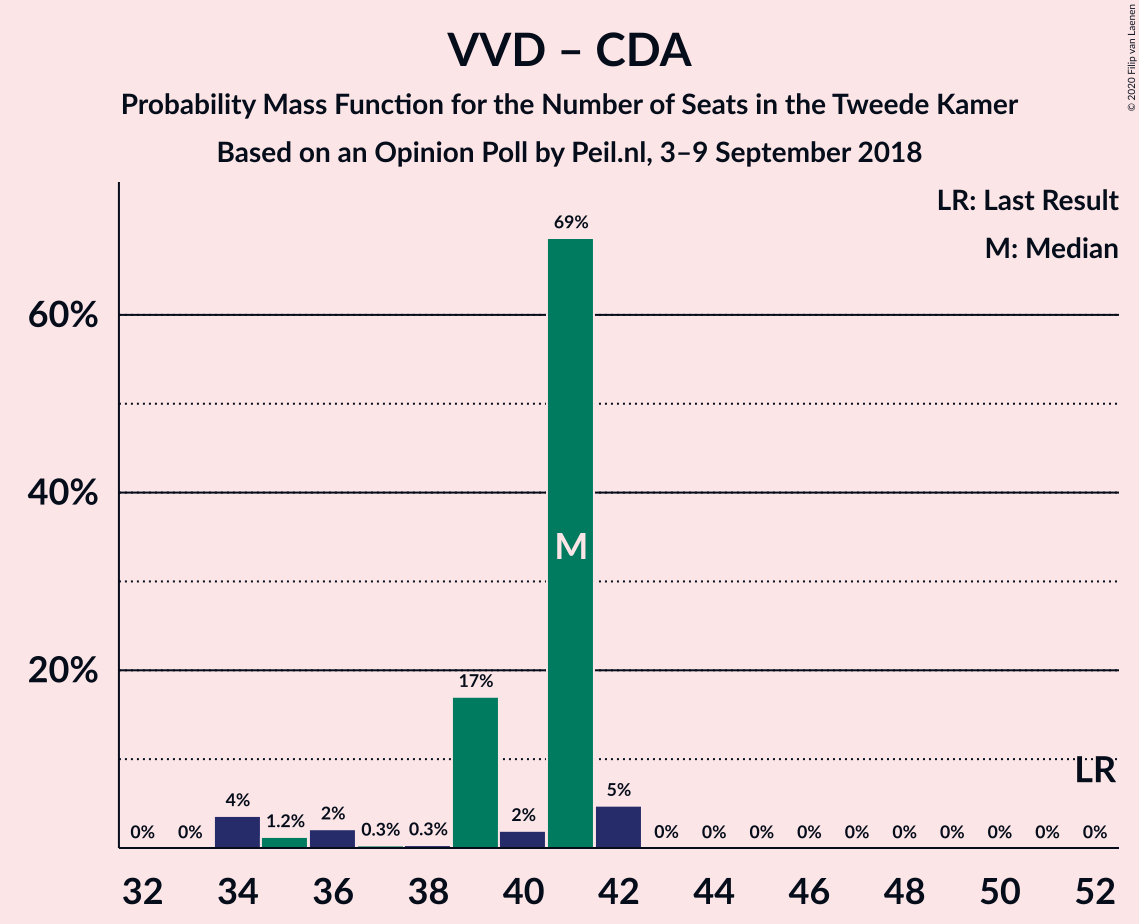 VVD – CDA
Probability Mass Function for the Number of Seats in the Tweede Kamer
Based on an Opinion Poll by Peil.nl, 3–9 September 2018
© 2020 Filip van Laenen
LR: Last Result
M: Median
60%
40%
20%
0% 0% 4% 1.2% 2% 0.3% 0.3% 17% 2% 69% 5% 0% 0% 0% 0% 0% 0% 0% 0% 0% 0%
M
LR
32 34 36 38 40 42 44 46 48 50 52